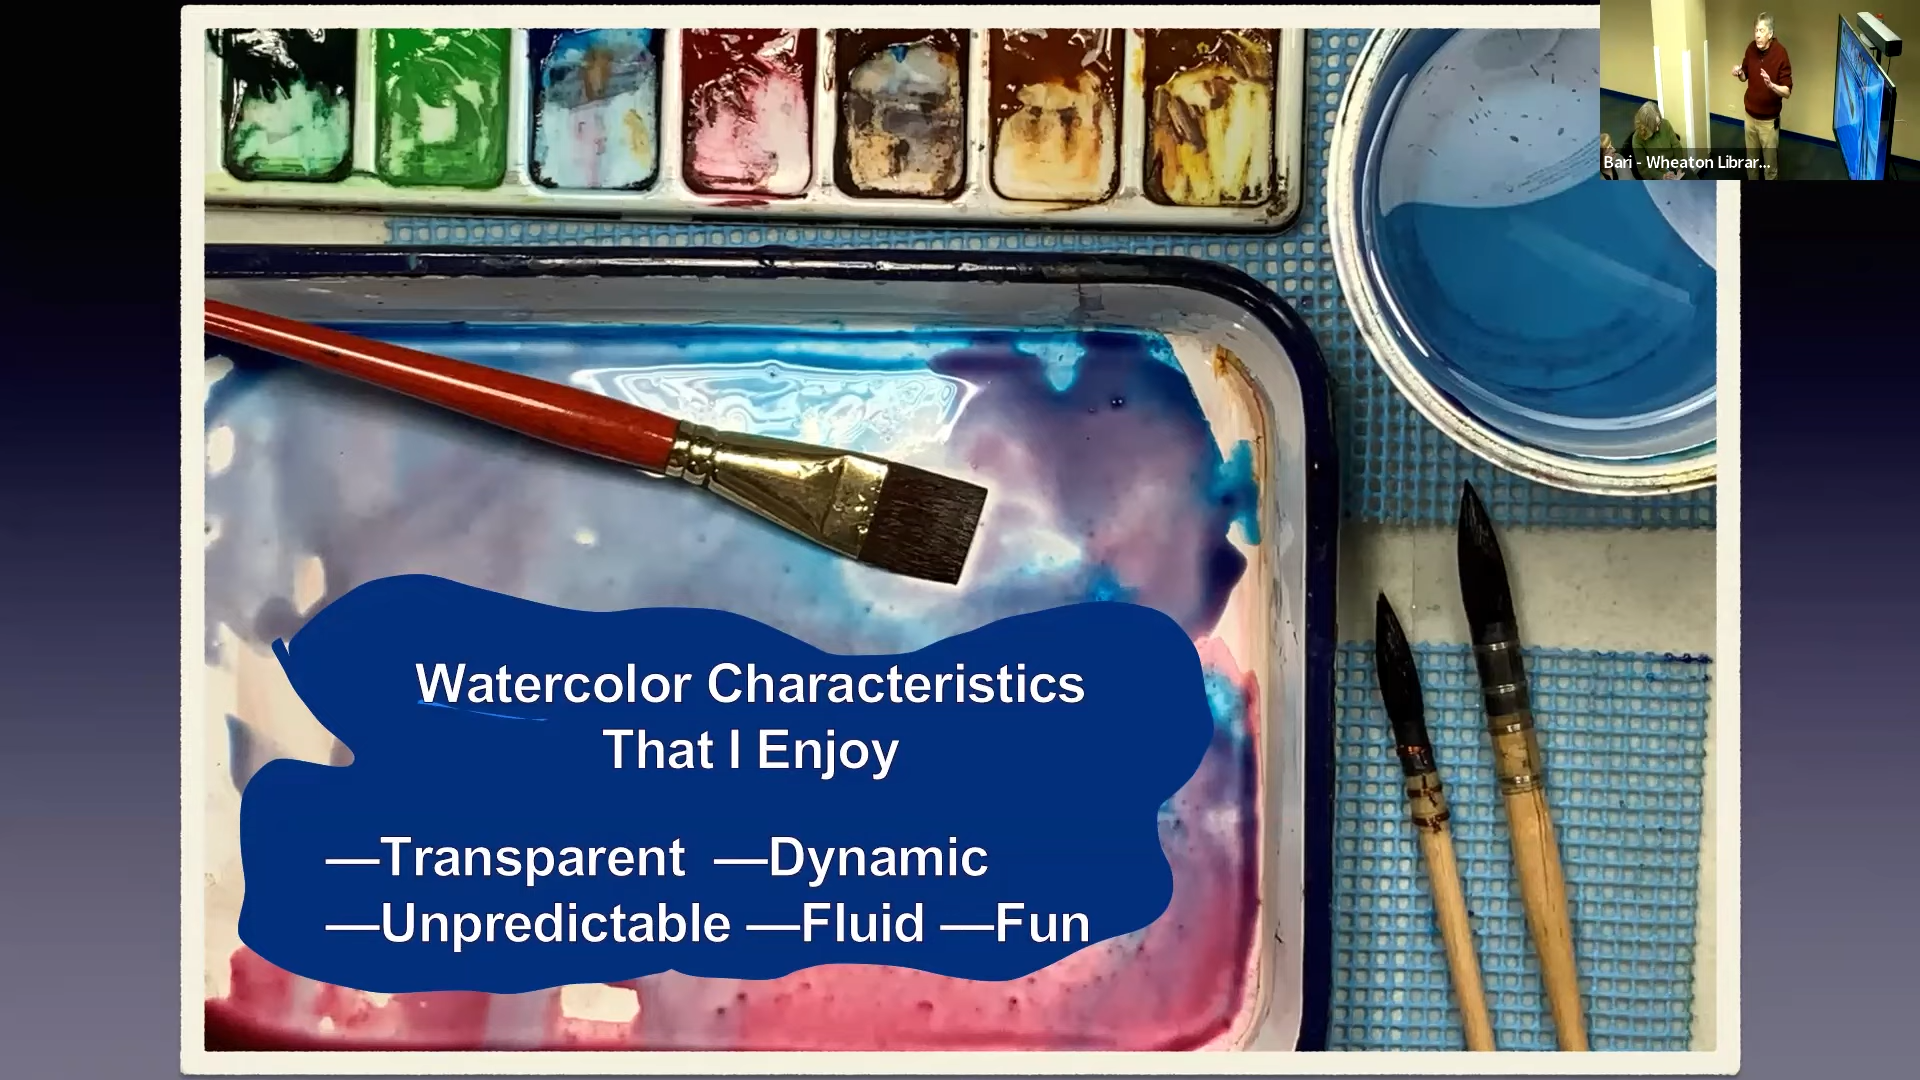 Bari - Wheaton Librar...
Watercolor Characteristics
That I Enjoy
—Transparent —Dynamic
—Unpredictable —Fluid —Fun